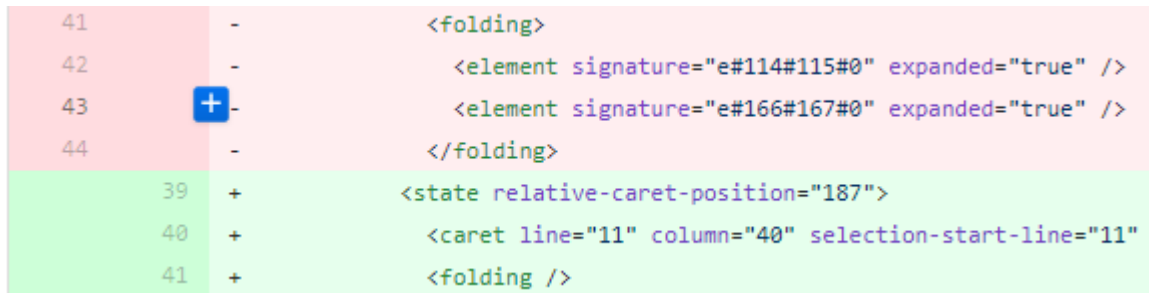 41 - <folding>
42 - <element signature="e#114#115#0" expanded="true" />
43 + - <element signature="e#166#167#0" expanded="true" />
44 - </folding>
39 + <state relative-caret-position="187">
40 + <caret line="11" column="40" selection-start-line="11"
41 + <folding />